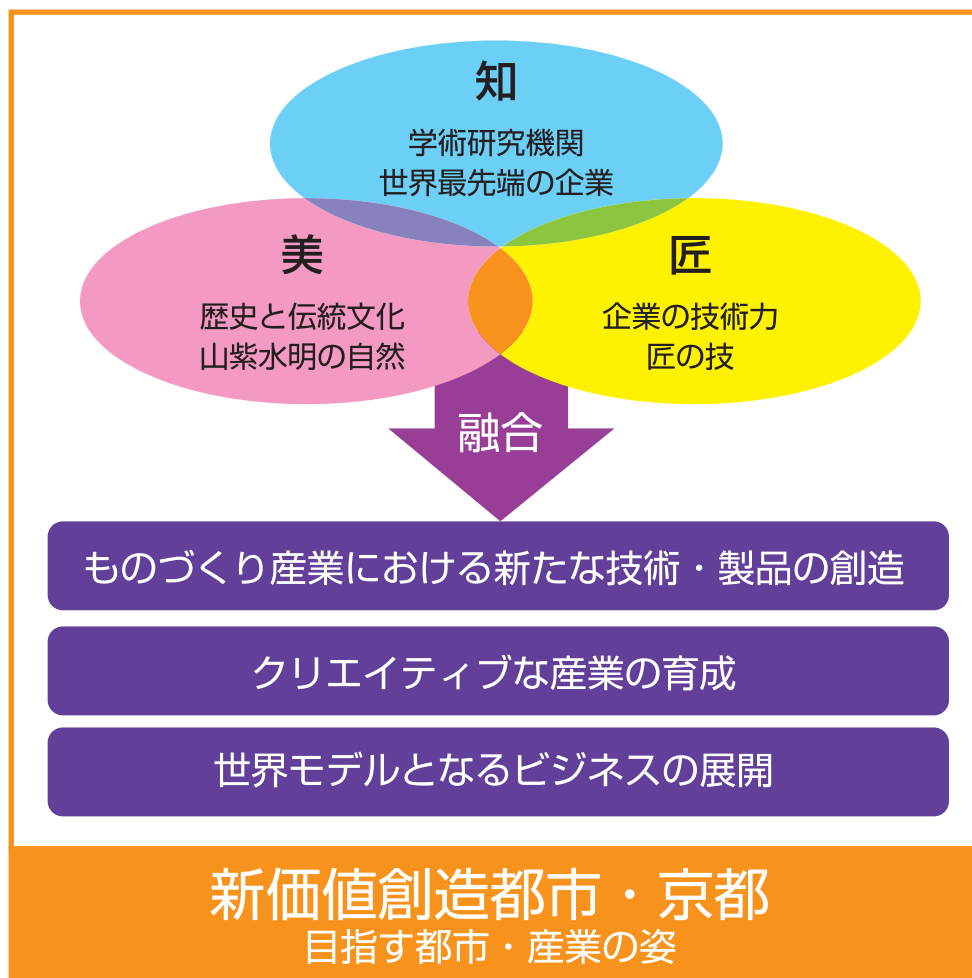 知
学術研究機関
世界最先端の企業
美
歴史と伝統文化
山紫水明の自然
匠
企業の技術力
匠の技
融合
ものづくり産業における新たな技術・製品の創造
クリエイティブな産業の育成
世界モデルとなるビジネスの展開
新価値創造都市・京都
目指す都市・産業の姿